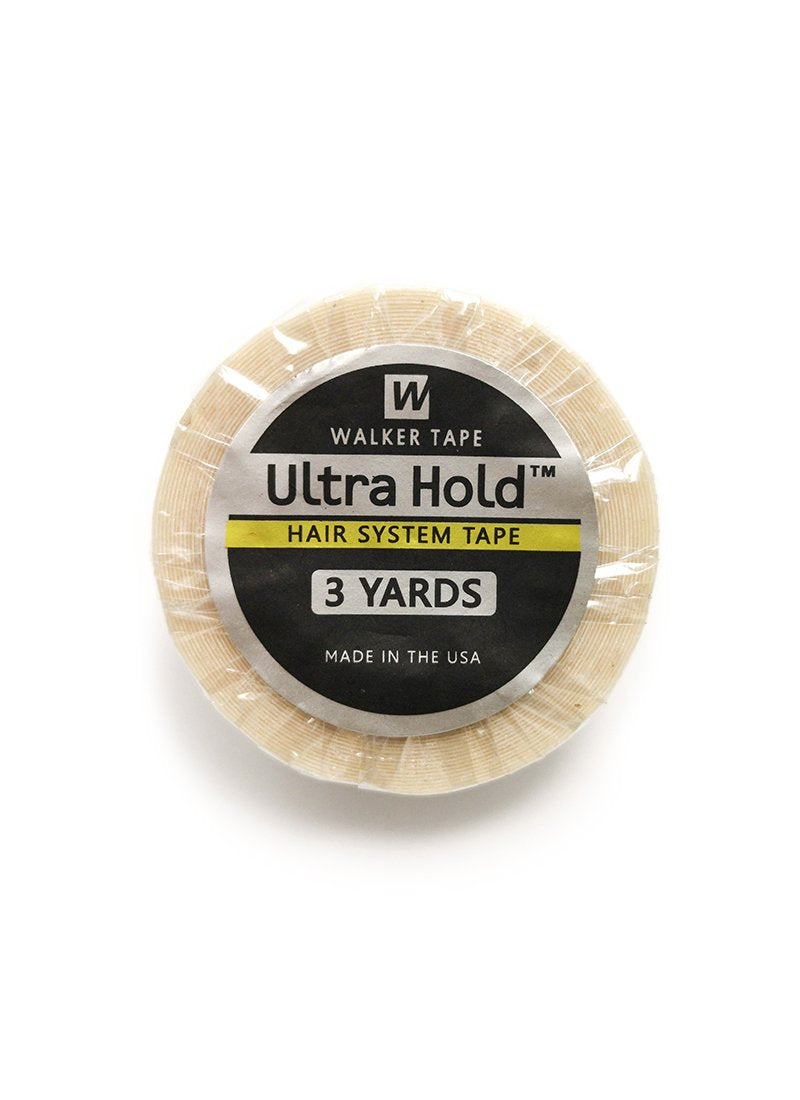 W
WALKER TAPE
Ultra Hold™
HAIR SYSTEM TAPE
3 YARDS
MADE IN THE USA